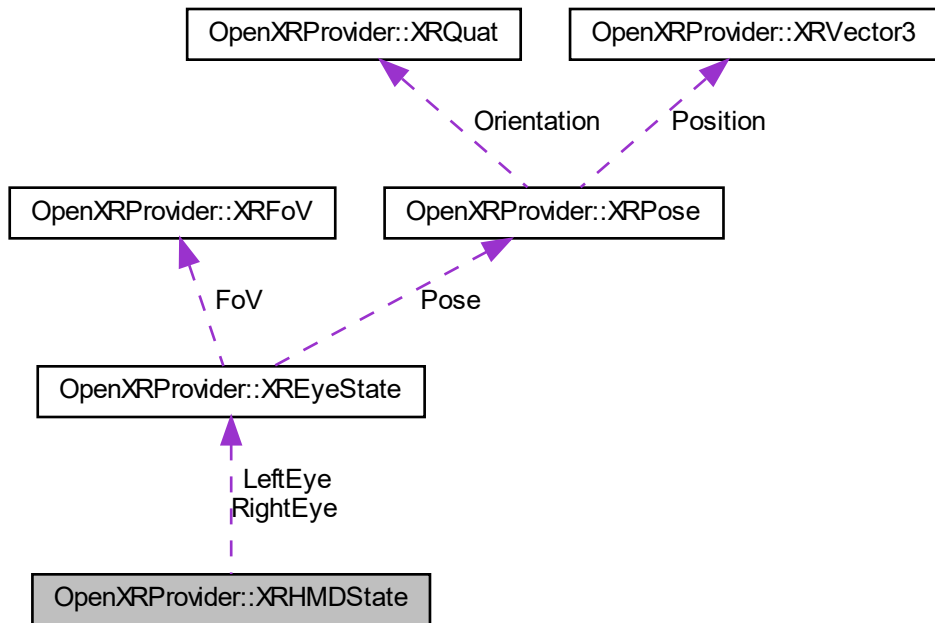 OpenXRProvider::XRQuat
OpenXRProvider::XRVector3
Orientation
Position
OpenXRProvider::XRFoV
OpenXRProvider::XRPose
FoV
Pose
OpenXRProvider::XREyeState
LeftEye
RightEye
OpenXRProvider::XRHMDState